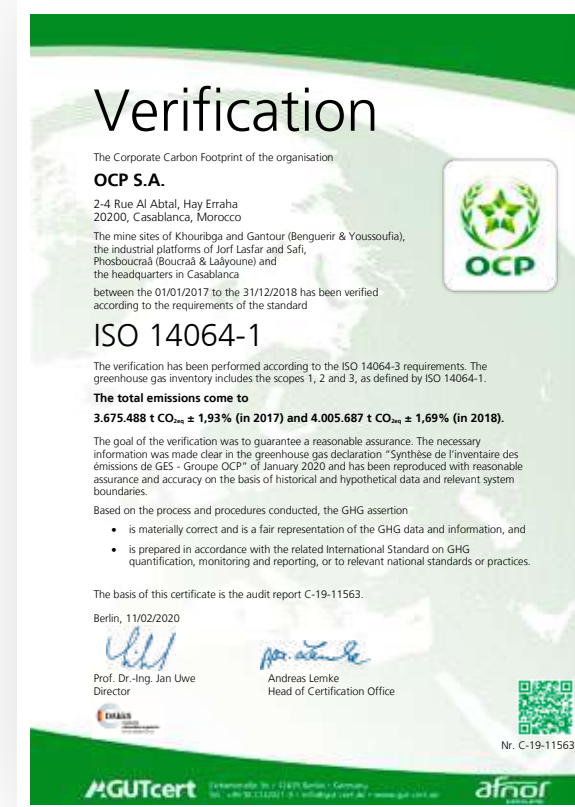 Verification
The Corporate Carbon Footprint of the organisation
OCP S.A.
2-4 Rue Al Abtal, Hay Erraha
20200, Casablanca, Morocco
The mine sites of Khouribga and Gantour (Benguerir & Youssoufia),
the industrial platforms of Jorf Lasfar and Safi,
Phosboucraâ (Boucraâ & Laâyoune) and
the headquarters in Casablanca
OCP
between the 01/01/2017 to the 31/12/2018 has been verified
according to the requirements of the standard
ISO 14064-1
The verification has been performed according to the ISO 14064-3 requirements. The
greenhouse gas inventory includes the scopes 1, 2 and 3, as defined by ISO 14064-1.
The total emissions come to
3.675.488 t CO₂ₑq ± 1,93% (in 2017) and 4.005.687 t CO₂ₑq ± 1,69% (in 2018).
The goal of the verification was to guarantee a reasonable assurance. The necessary
information was made clear in the greenhouse gas declaration "Synthèse de l'inventaire des
émissions de GES - Groupe OCP" of January 2020 and has been reproduced with reasonable
assurance and accuracy on the basis of historical and hypothetical data and relevant system
boundaries.
Based on the process and procedures conducted, the GHG assertion
• is materially correct and is a fair representation of the GHG data and information, and
• is prepared in accordance with the related International Standard on GHG
quantification, monitoring and reporting, or to relevant national standards or practices.
The basis of this certificate is the audit report C-19-11563.
Berlin, 11/02/2020
Prof. Dr.-Ing. Jan Uwe
Director
Andreas Lemke
Head of Certification Office
DAkkS
Nr. C-19-11563
GUTcert
afnor